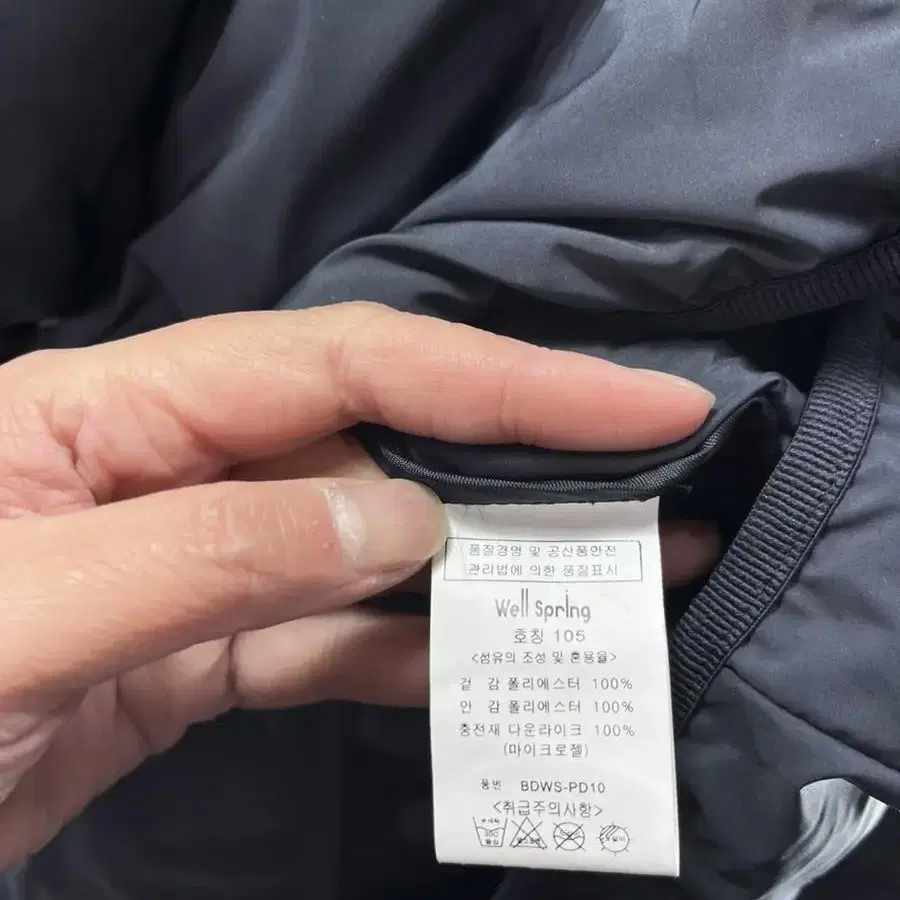 품질경영 및 공산품안전
관리법에 의한 품질표시
Well Spring
호칭 105
<섬유의 조성 및 혼용율>
겉 감 폴리에스터 100%
안 감 폴리에스터 100%
충전재 다운라이크 100%
(마이크로젤)
품번 BDWS-PD10
<취급주의사항>